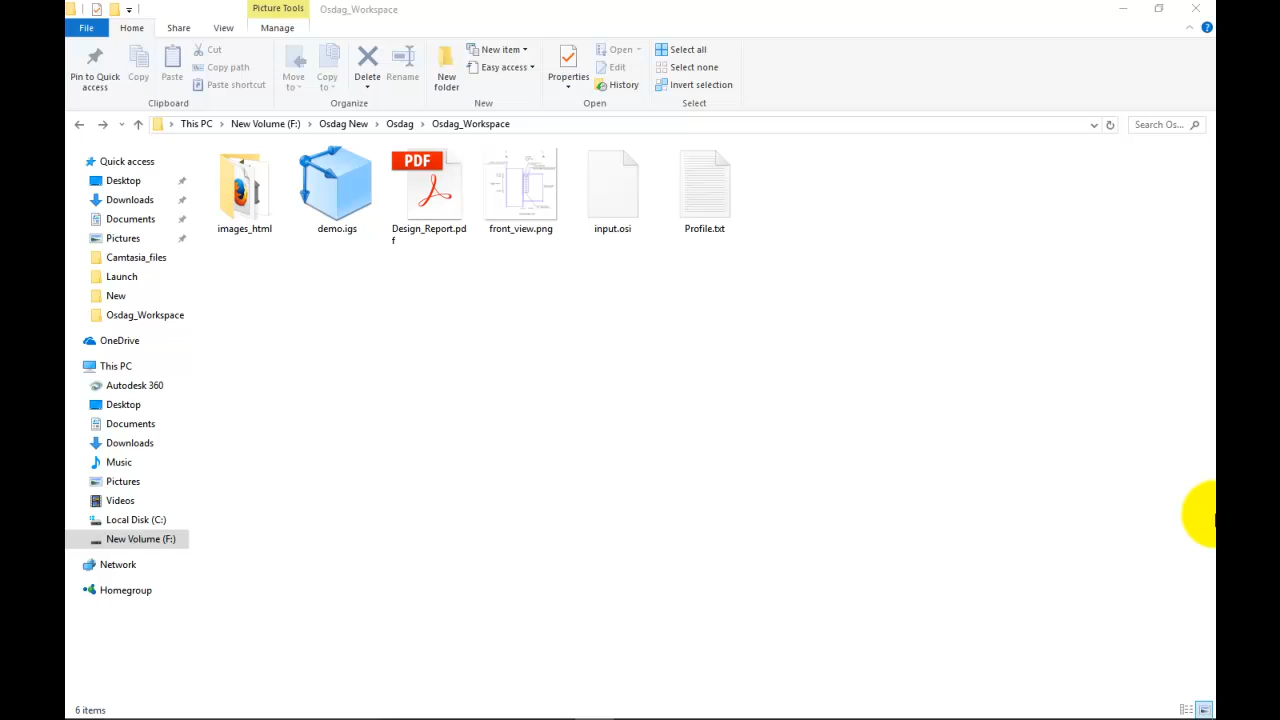 Picture Tools
Osdag_Workspace
File
Home
Share
View
Manage
Pin to Quick access
Copy
Paste
Cut
Copy path
Paste shortcut
Clipboard
Move to
Copy to
Delete
Rename
Organize
New folder
New item
Easy access
New
Properties
Open
Edit
History
Open
Select all
Select none
Invert selection
Select
This PC
New Volume (F:)
Osdag New
Osdag
Osdag_Workspace
Search Os...
Quick access
Desktop
Downloads
Documents
Pictures
Camtasia_files
Launch
New
Osdag_Workspace
OneDrive
This PC
Autodesk 360
Desktop
Documents
Downloads
Music
Pictures
Videos
Local Disk (C:)
New Volume (F:)
Network
Homegroup
images_html
demo.igs
PDF
Design_Report.pd
f
front_view.png
input.osi
Profile.txt
6 items